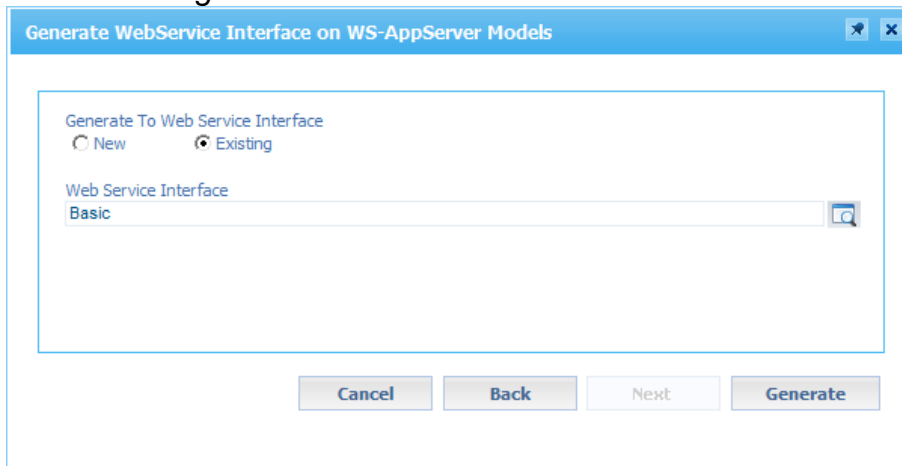 Generate WebService Interface on WS-AppServer Models
Generate To Web Service Interface
New Existing
Web Service Interface
Basic
Cancel Back Next Generate